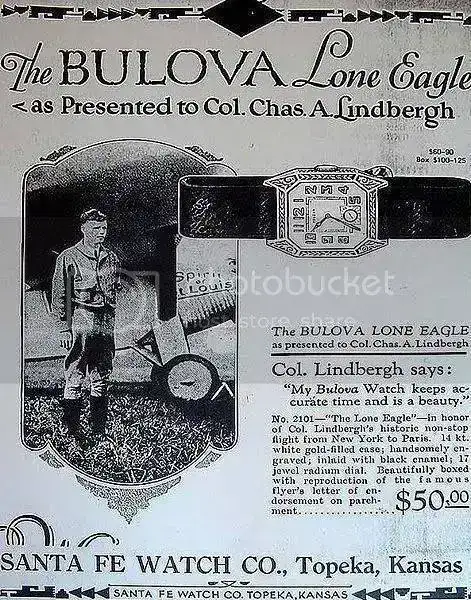 The BULOVA Lone Eagle
as Presented to Col. Chas. A. Lindbergh
$60-90
Box $100-125
Spirit
Louis
photobucket
host. store. share.
The BULOVA LONE EAGLE
as presented to Col. Chas. A. Lindbergh
Col. Lindbergh says:
"My Bulova Watch keeps ac-
curate time and is a beauty."
No. 2101—"The Lone Eagle"—in honor
of Col. Lindbergh's historic non-stop
flight from New York to Paris. 14 kt.
white gold-filled case; handsomely en-
graved; inlaid with black enamel; 17
jewel radium dial. Beautifully boxed
with reproduction of the famous
flyer's letter of en-
dorsement on parch-
ment................ $50.00
SANTA FE WATCH CO., Topeka, Kansas
SANTA FE WATCH CO. TOPEKA, KANSAS